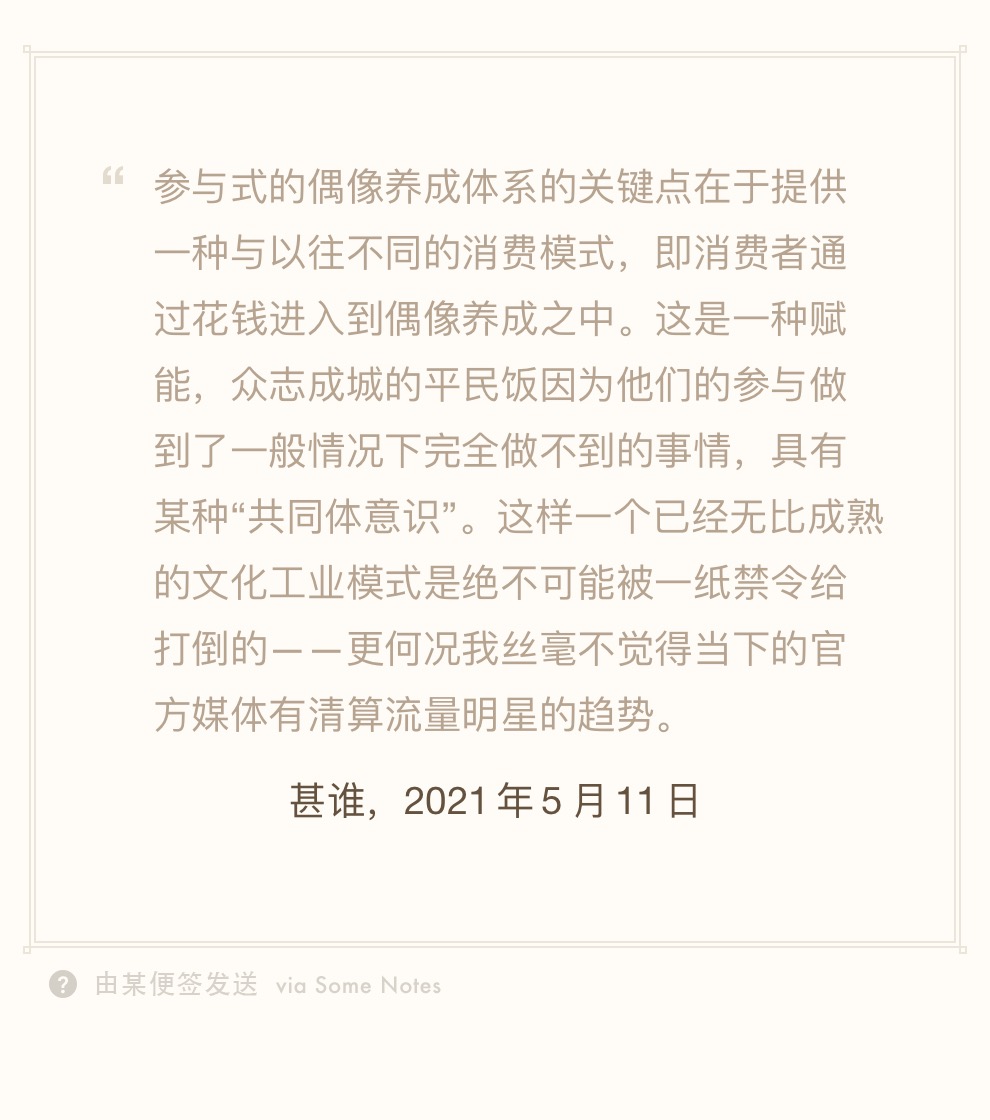 “ 参与式的偶像养成体系的关键点在于提供
一种与以往不同的消费模式，即消费者通
过花钱进入到偶像养成之中。这是一种赋
能，众志成城的平民饭因为他们的参与做
到了一般情况下完全做不到的事情，具有
某种“共同体意识”。这样一个已经无比成熟
的文化工业模式是绝不可能被一纸禁令给
打倒的——更何况我丝毫不觉得当下的官
方媒体有清算流量明星的趋势。
甚谁，2021 年 5 月 11 日
? 由某便签发送 via Some Notes